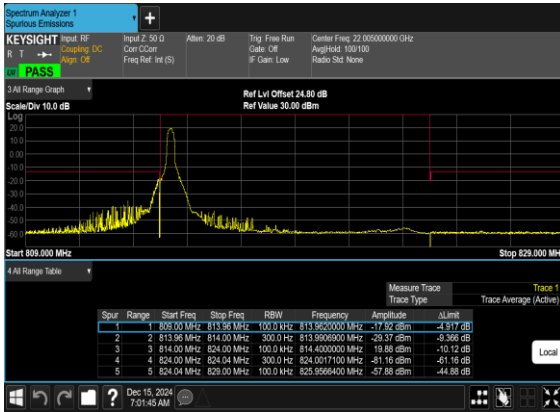 Spectrum Analyzer 1
Spurious Emissions
+
KEYSIGHT Input: RF Input Z: 50 Ω Atten: 20 dB Trig: Free Run Center Freq: 22.005000000 GHz
R T Coupling: DC Corr CCorr Gate: Off Avg|Hold: 100/100
Align: Off Freq Ref: Int (S) IF Gain: Low Radio Std: None
LNI PASS
3 All Range Graph
Ref Lvl Offset 24.80 dB
Scale/Div 10.0 dB Ref Value 30.00 dBm
Log
20.0
10.0
0.00
-10.0
-20.0
-30.0
-40.0
-50.0
-60.0
Start 809.000 MHz Stop 829.000 MH
4 All Range Table
Measure Trace Trace 1
Trace Type Trace Average (Active)
Spur Range Start Freq Stop Freq RBW Frequency Amplitude ΔLimit
1 1 809.00 MHz 813.96 MHz 100.0 kHz 813.9620000 MHz -17.92 dBm -4.917 dB
2 2 813.96 MHz 814.00 MHz 300.0 Hz 813.9906900 MHz -29.37 dBm -9.366 dB
3 3 814.00 MHz 824.00 MHz 100.0 kHz 814.4000000 MHz 19.88 dBm -10.12 dB
4 4 824.00 MHz 824.04 MHz 300.0 Hz 824.0017100 MHz -81.16 dBm -61.16 dB
5 5 824.04 MHz 829.00 MHz 100.0 kHz 825.9566400 MHz -57.88 dBm -44.88 dB
Local
? Dec 15, 2024
7:01:45 AM